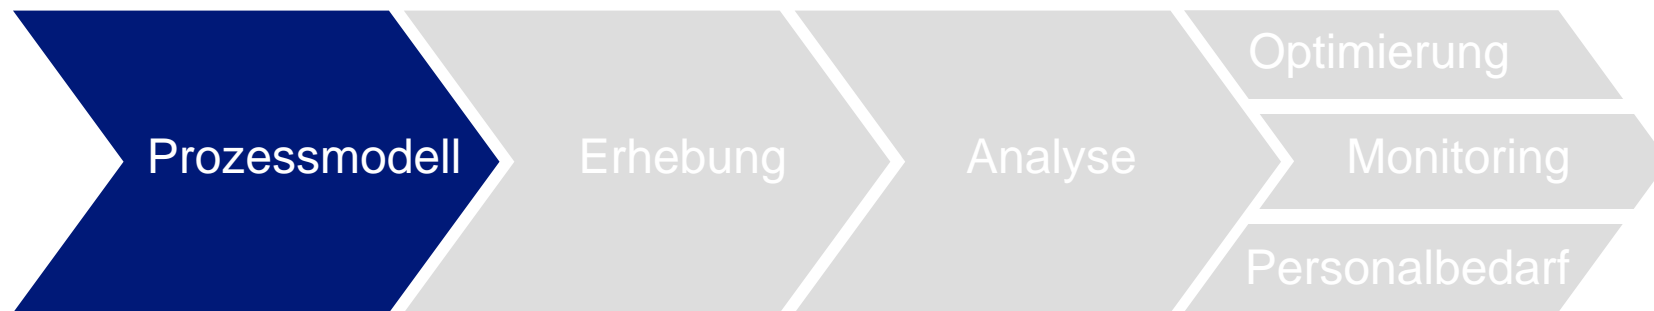 Prozessmodell
Erhebung
Analyse
Optimierung
Monitoring
Personalbedarf